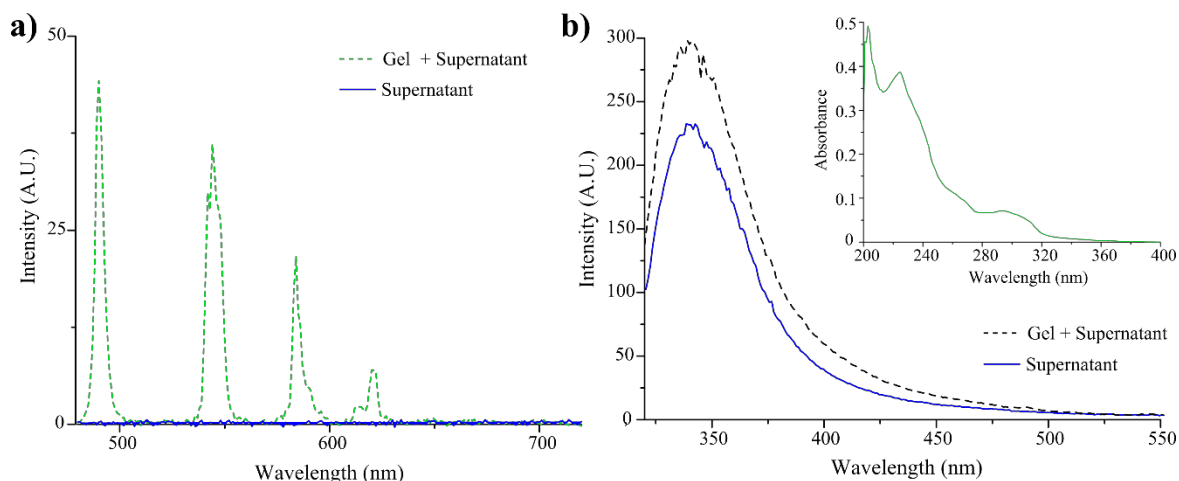 a)
50
25
0
Intensity (A.U.)
Gel + Supernatant
Supernatant
500
600
700
Wavelength (nm)
b)
300
250
200
150
100
50
0
Intensity (A.U.)
350
400
450
500
550
Wavelength (nm)
Gel + Supernatant
Supernatant
0.5
0.4
0.3
0.2
0.1
0
Absorbance
200
240
280
320
360
400
Wavelength (nm)